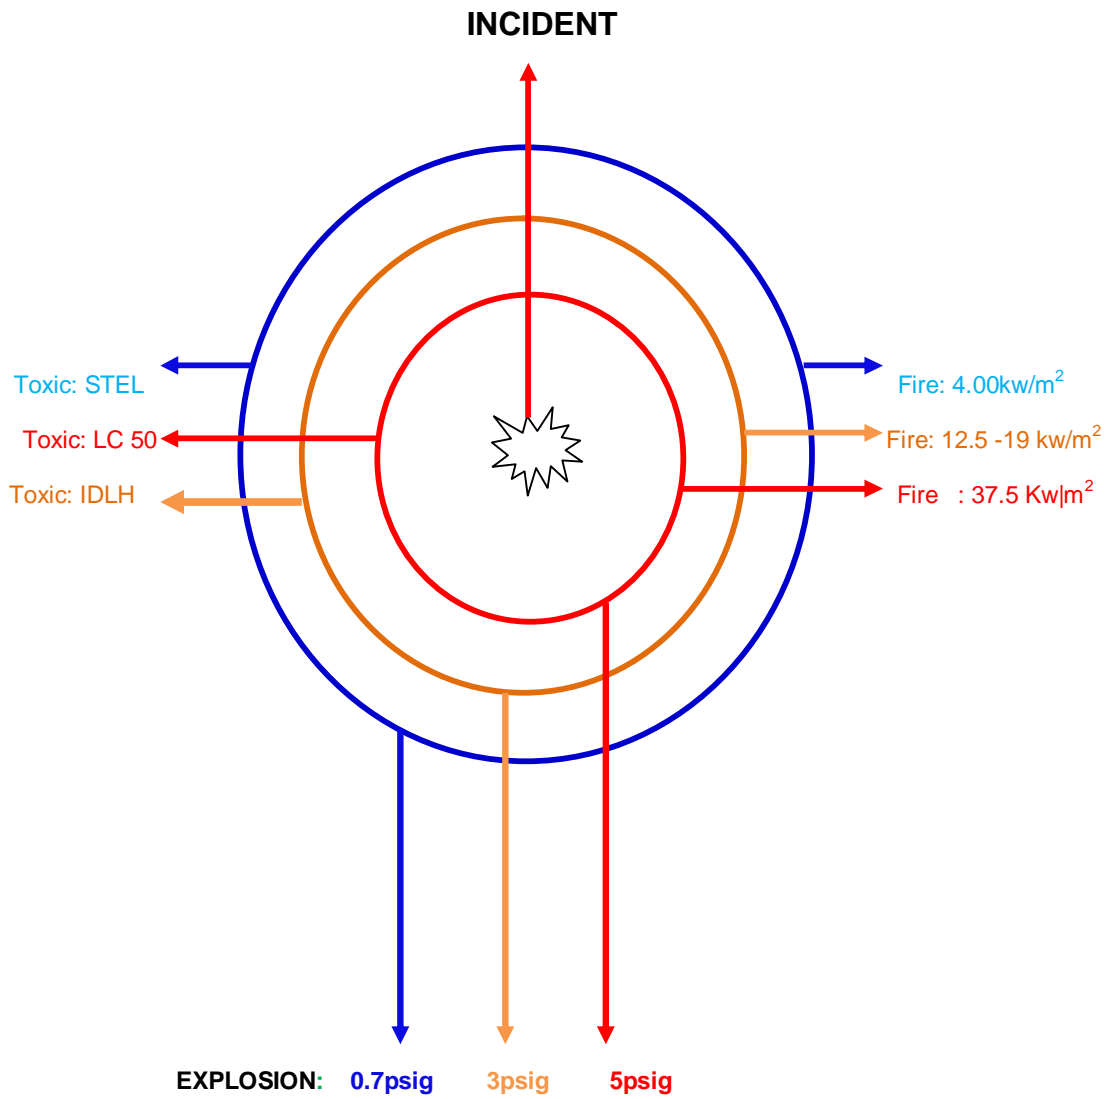 INCIDENT
Toxic: STEL
Fire: 4.00kw/m²
Toxic: LC 50
Fire: 12.5 -19 kw/m²
Toxic: IDLH
Fire : 37.5 Kw|m²
EXPLOSION: 0.7psig 3psig 5psig